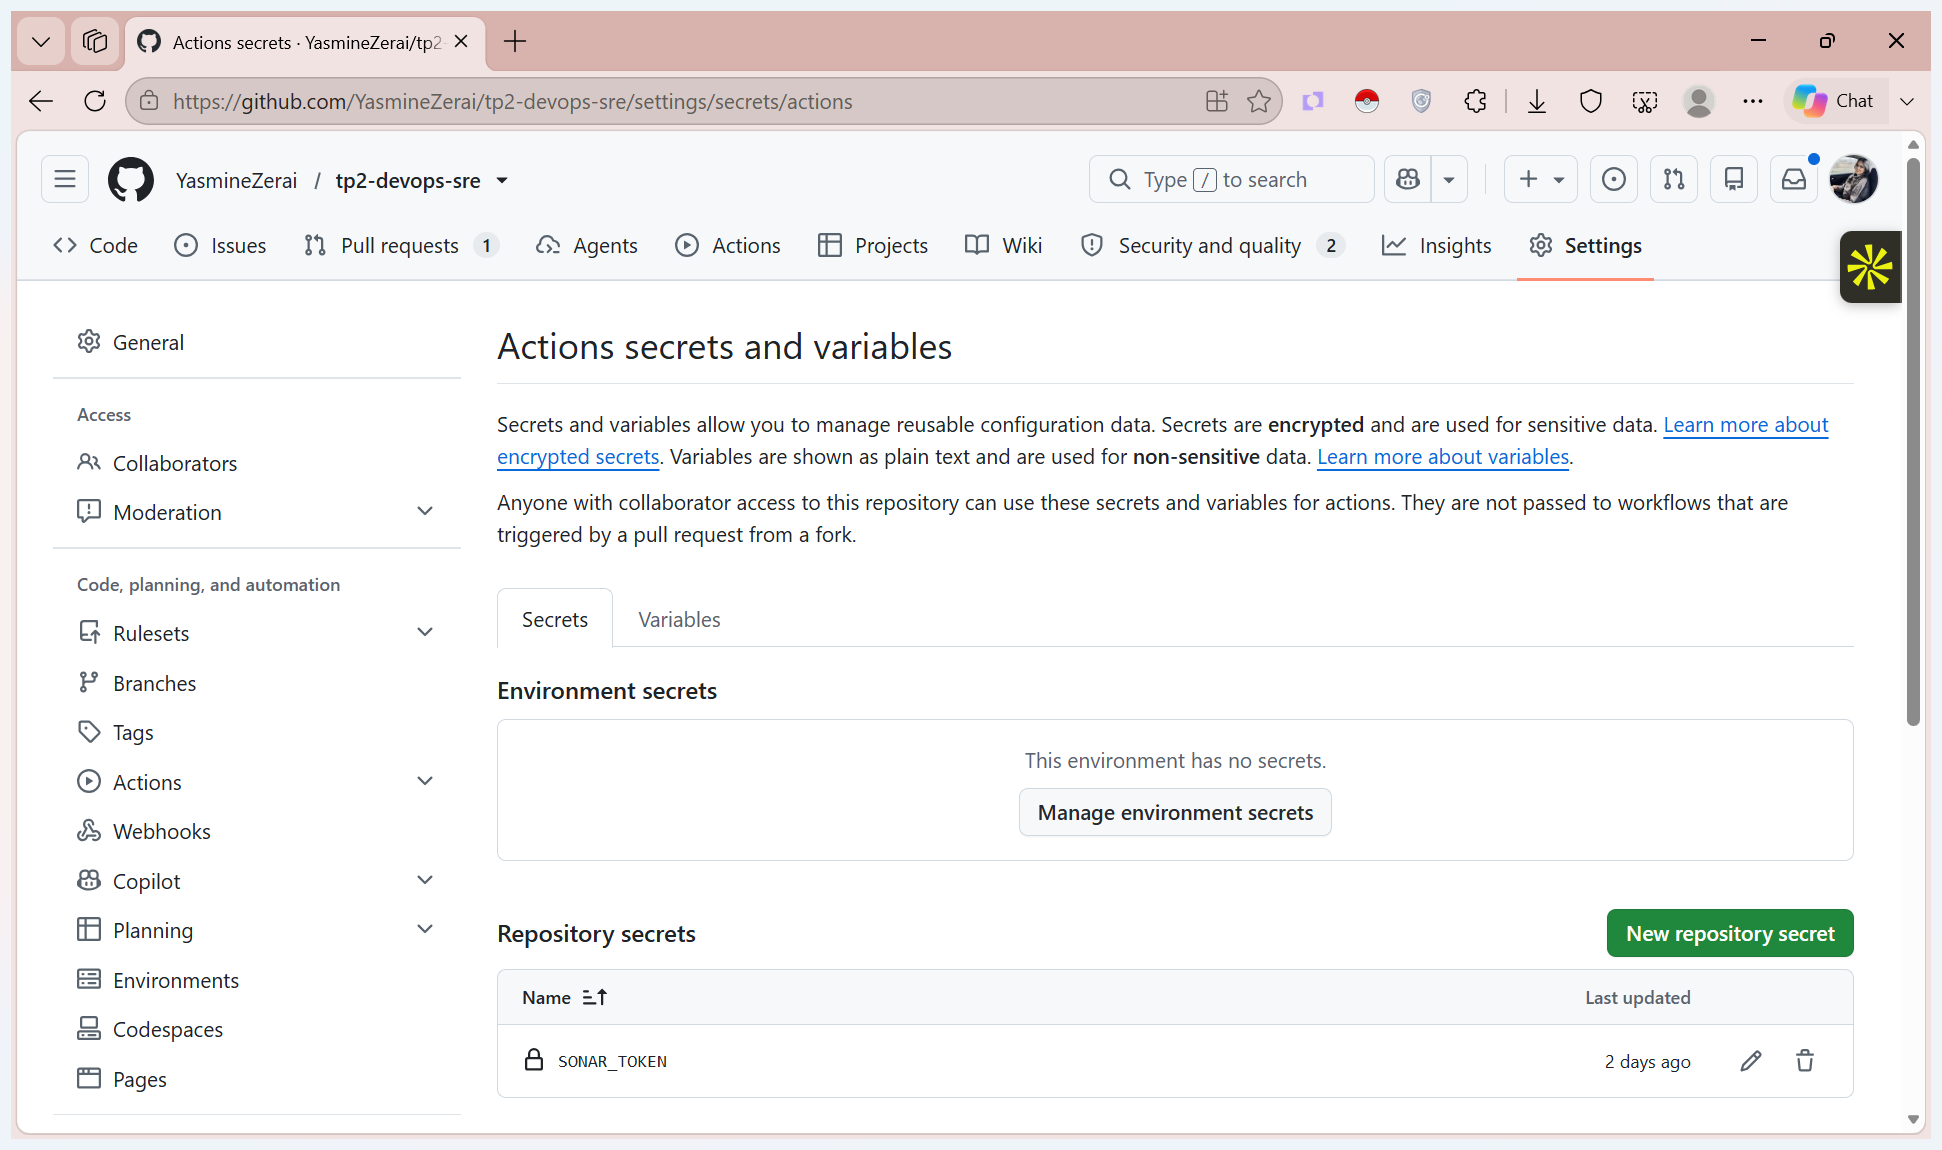 Actions secrets · YasmineZerai/tp2-
https://github.com/YasmineZerai/tp2-devops-sre/settings/secrets/actions
Chat
YasmineZerai / tp2-devops-sre
Type / to search
Code
Issues
Pull requests 1
Agents
Actions
Projects
Wiki
Security and quality 2
Insights
Settings
General
Access
Collaborators
Moderation
Code, planning, and automation
Rulesets
Branches
Tags
Actions
Webhooks
Copilot
Planning
Environments
Codespaces
Pages
Actions secrets and variables
Secrets and variables allow you to manage reusable configuration data. Secrets are encrypted and are used for sensitive data. Learn more about
encrypted secrets. Variables are shown as plain text and are used for non-sensitive data. Learn more about variables.
Anyone with collaborator access to this repository can use these secrets and variables for actions. They are not passed to workflows that are
triggered by a pull request from a fork.
Secrets
Variables
Environment secrets
This environment has no secrets.
Manage environment secrets
Repository secrets
New repository secret
Name
Last updated
SONAR_TOKEN
2 days ago